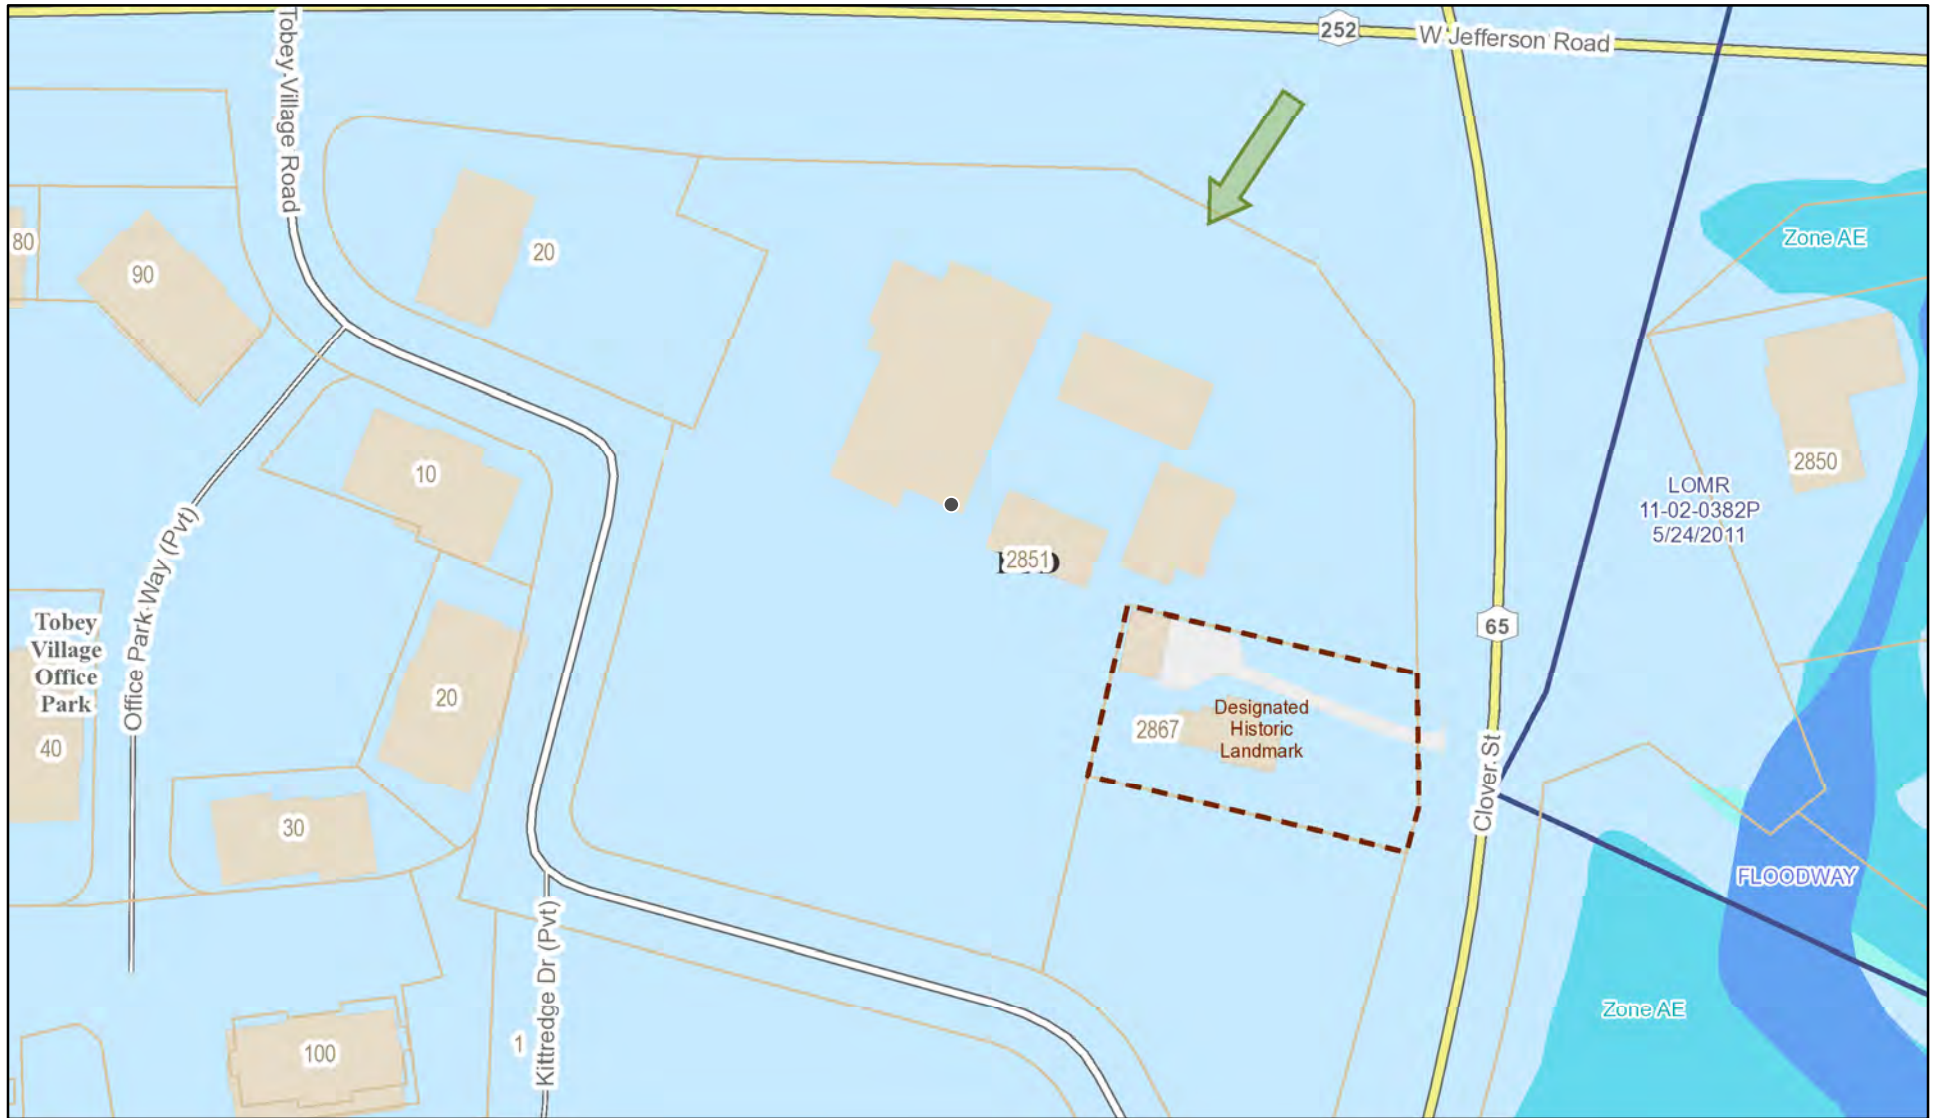 252
W Jefferson Road
Tobey Village Road
80
90
20
Zone AE
10
2850
LOMR
11-02-0382P
5/24/2011
Office Park Way (Pvt)
2851
Tobey
Village
Office
Park
40
20
65
2867
Designated
Historic
Landmark
Clover St
30
FLOODWAY
Kittredge Dr (Pvt)
1
100
Zone AE